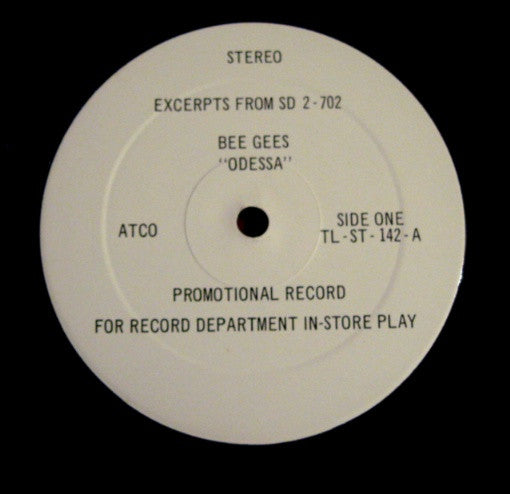 STEREO
EXCERPTS FROM SD 2-702
BEE GEES
"ODESSA"
ATCO
SIDE ONE
TL-ST-142-A
PROMOTIONAL RECORD
FOR RECORD DEPARTMENT IN-STORE PLAY